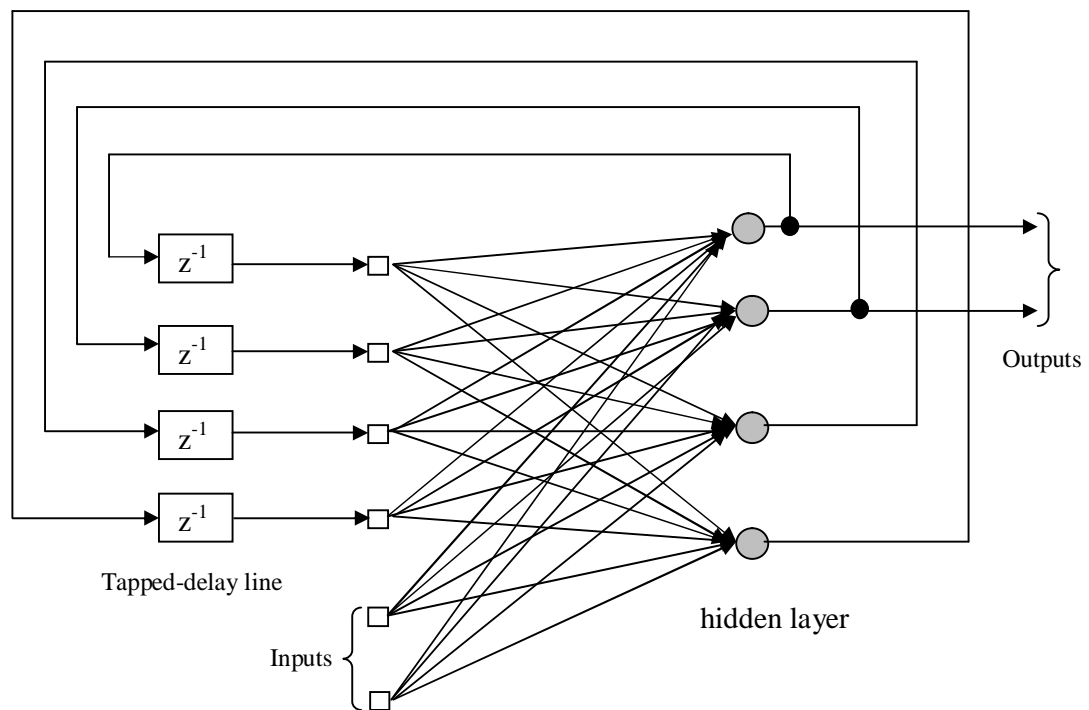 z⁻¹
z⁻¹
Outputs
z⁻¹
z⁻¹
Tapped-delay line
hidden layer
Inputs